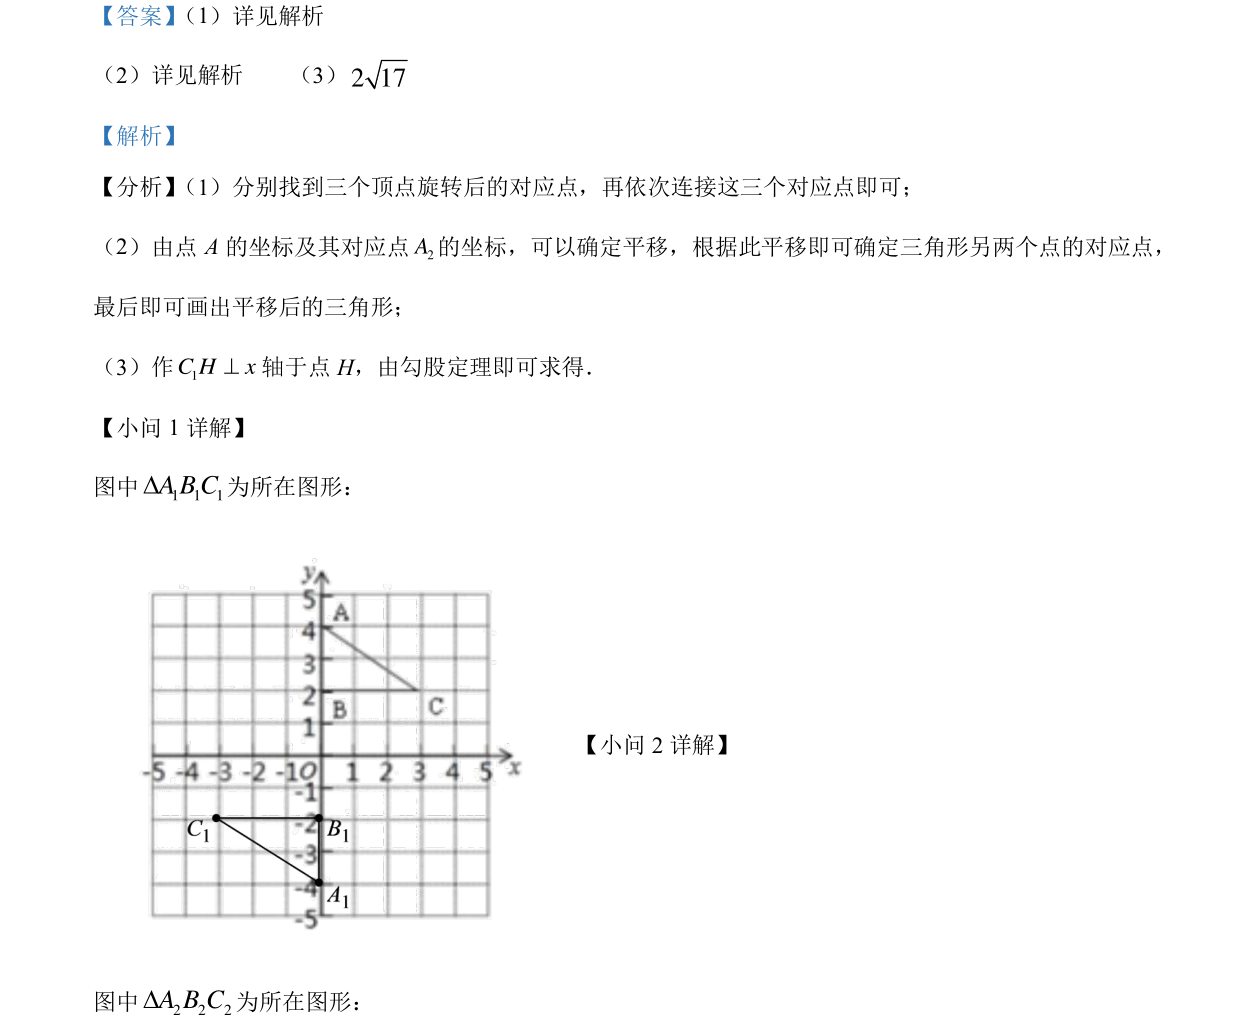 【答案】（1）详见解析
（2）详见解析 （3）2√17
【解析】
【分析】（1）分别找到三个顶点旋转后的对应点，再依次连接这三个对应点即可；
（2）由点 A 的坐标及其对应点 A₂ 的坐标，可以确定平移，根据此平移即可确定三角形另两个点的对应点，
最后即可画出平移后的三角形；
（3）作 C₁H ⊥ x 轴于点 H，由勾股定理即可求得．
【小问 1 详解】
图中 ΔA₁B₁C₁ 为所在图形：
y
5
A
4
3
2
B
C
1
-5 -4 -3 -2 -1 O 1 2 3 4 5 x
【小问 2 详解】
-1
C₁
-2
B₁
-3
-4
A₁
-5
图中 ΔA₂B₂C₂ 为所在图形：